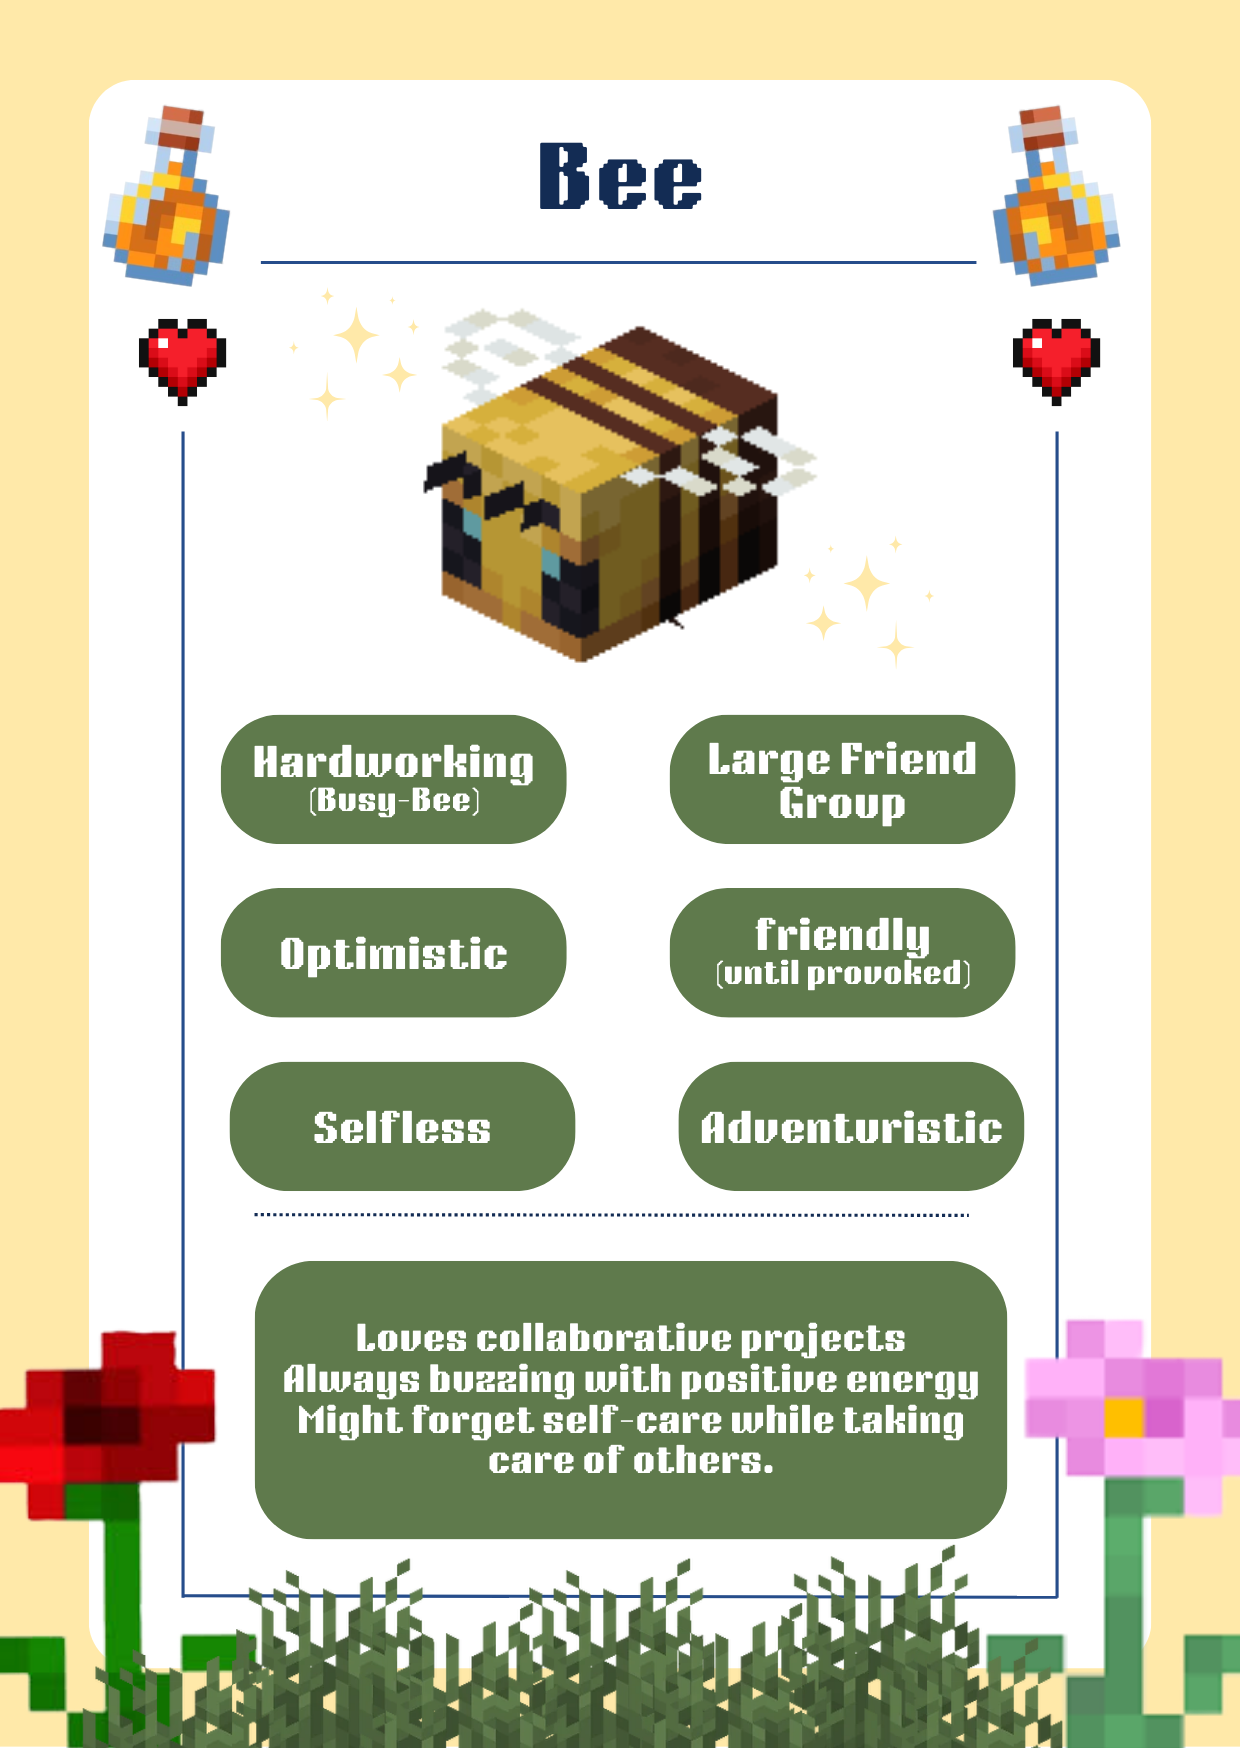 Bee
Hardworking
(Busy-Bee)
Large Friend
Group
Optimistic
friendly
(until provoked)
Selfless
Adventuristic
Loves collaborative projects
Always buzzing with positive energy
Might forget self-care while taking
care of others.